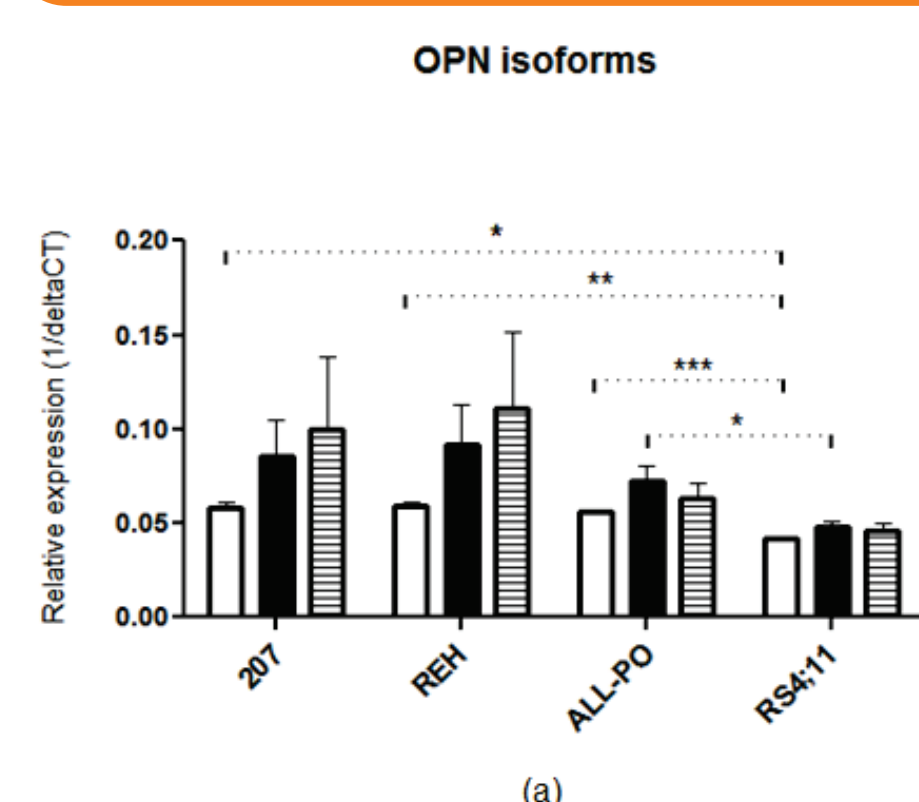 OPN isoforms
Relative expression (1/deltaCT)
0.20
0.15
0.10
0.05
0.00
*
**
***
*
207
REH
ALL-PO
RS4;11
(a)